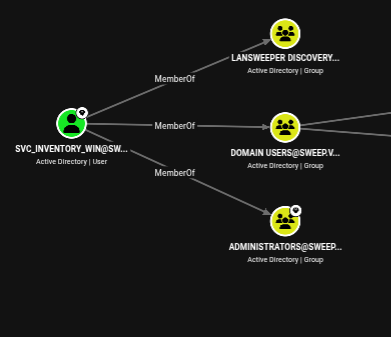 LANSWEEPER DISCOVERY...
Active Directory | Group
MemberOf
SVC_INVENTORY_WIN@SW...
Active Directory | User
MemberOf
DOMAIN USERS@SWEEP.V...
Active Directory | Group
MemberOf
ADMINISTRATORS@SWEEP...
Active Directory | Group